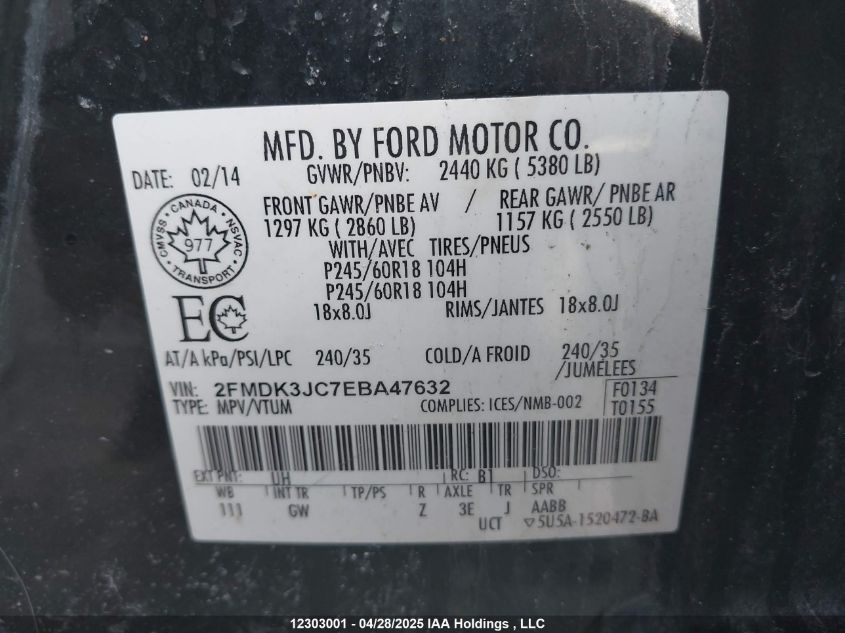 MFD. BY FORD MOTOR CO.
DATE: 02/14 GVWR/PNBV: 2440 KG ( 5380 LB)
FRONT GAWR/PNBE AV / REAR GAWR/ PNBE AR
1297 KG ( 2860 LB) 1157 KG ( 2550 LB)
WITH/AVEC TIRES/PNEUS
P245/60R18 104H
P245/60R18 104H
18x8.0J RIMS/JANTES 18x8.0J
CANADA
CMVSS NSVAC
977
TRANSPORT
EC
AT/A kPa/PSI/LPC 240/35 COLD/A FROID 240/35
/JUMELEES
VIN: 2FMDK3JC7EBA47632 F0134
TYPE: MPV/VTUM COMPLIES: ICES/NMB-002 T0155
EXT PNT: UH RC: B1 DSO:
WB INT TR TP/PS R AXLE TR SPR
111 GW Z 3E J AABB
UCT ▽5U5A-1520472-BA
12303001 - 04/28/2025 IAA Holdings , LLC